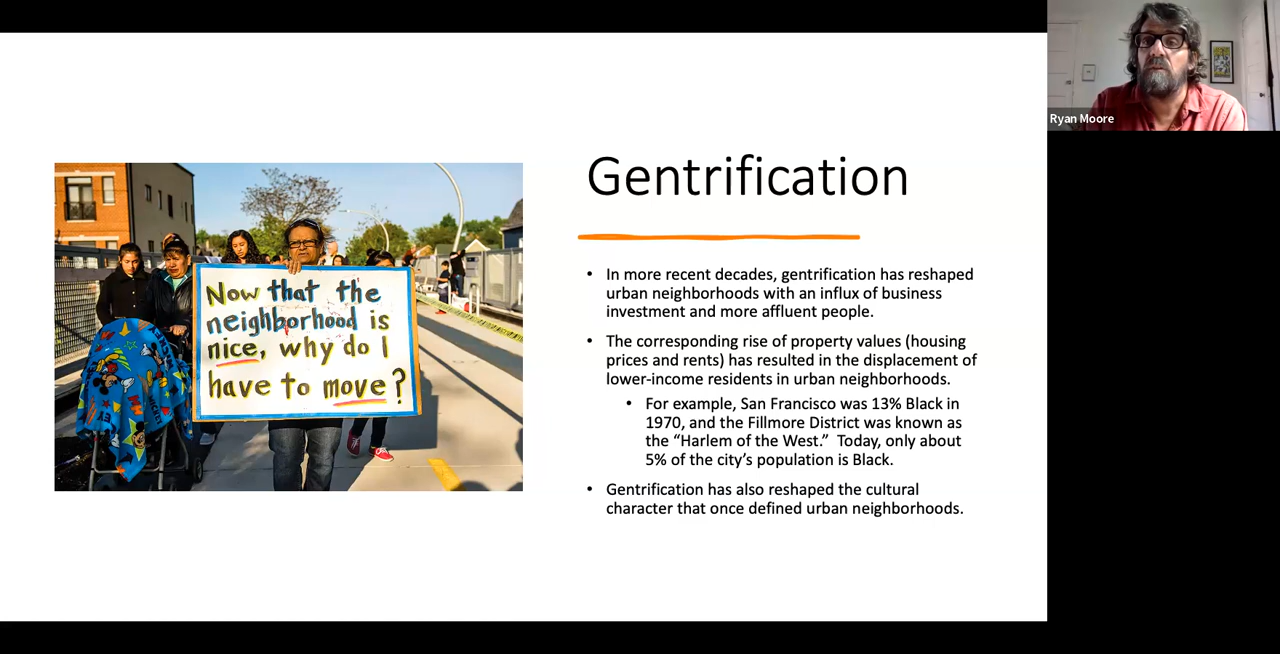 Ryan Moore
Gentrification
Now that the
neighborhood is
nice, why do I
have to move?
• In more recent decades, gentrification has reshaped
urban neighborhoods with an influx of business
investment and more affluent people.
• The corresponding rise of property values (housing
prices and rents) has resulted in the displacement of
lower-income residents in urban neighborhoods.
• For example, San Francisco was 13% Black in
1970, and the Fillmore District was known as
the “Harlem of the West.”  Today, only about
5% of the city’s population is Black.
• Gentrification has also reshaped the cultural
character that once defined urban neighborhoods.